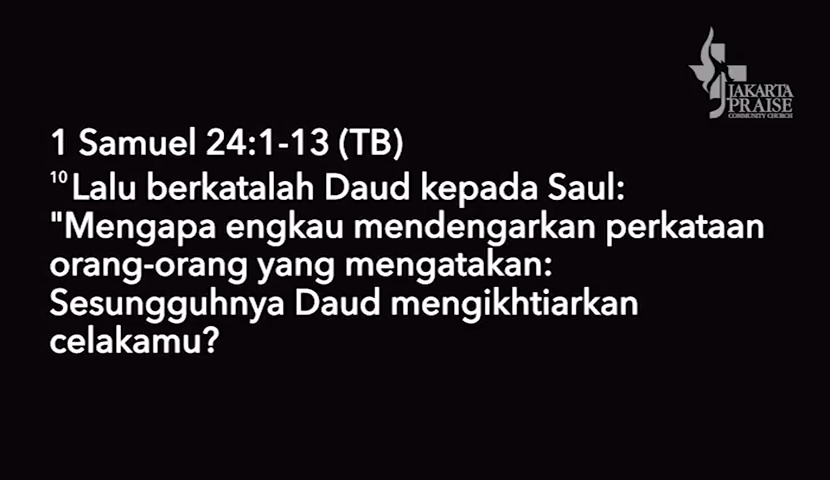 JAKARTA
PRAISE
COMMUNITY CHURCH
1 Samuel 24:1-13 (TB)
10 Lalu berkatalah Daud kepada Saul:
"Mengapa engkau mendengarkan perkataan
orang-orang yang mengatakan:
Sesungguhnya Daud mengikhtiarkan
celakamu?